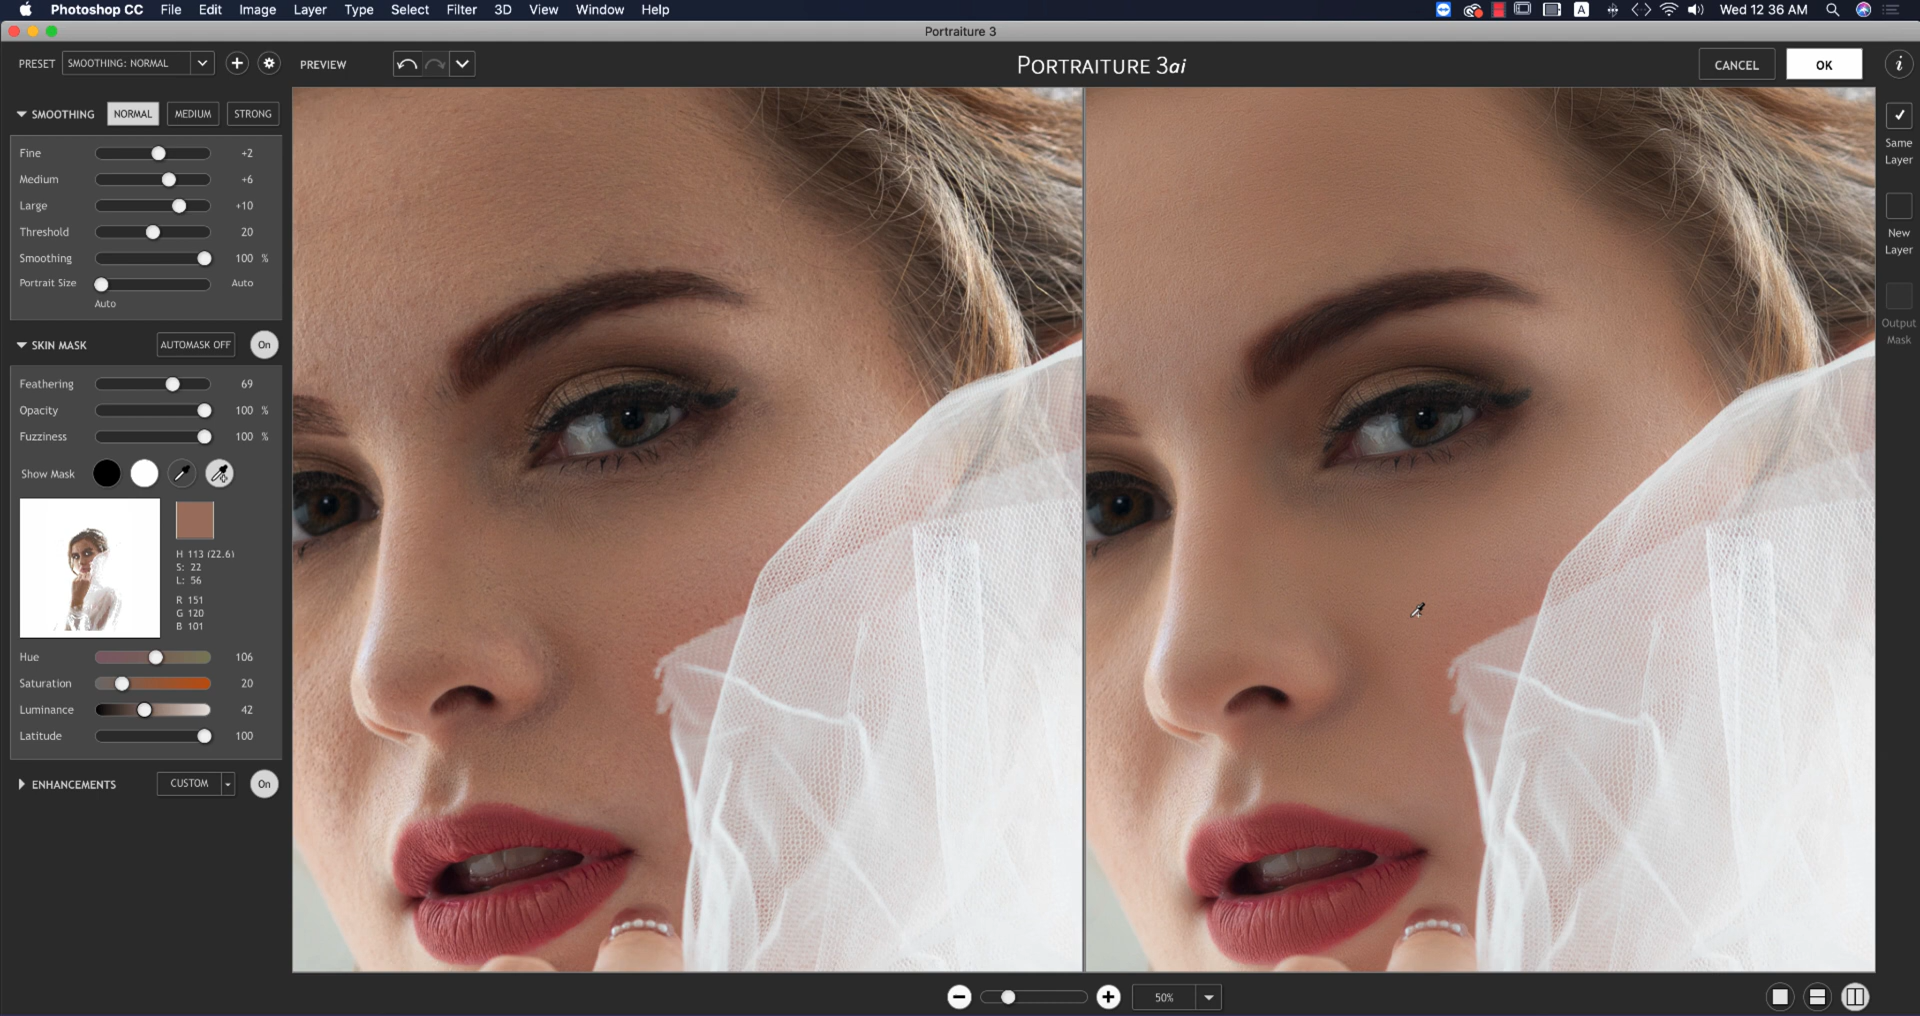 Photoshop CC File Edit Image Layer Type Select Filter 3D View Window Help A Wed 12 36 AM
Portraiture 3
PRESET SMOOTHING: NORMAL PREVIEW PORTRAITURE 3ai CANCEL OK i
SMOOTHING NORMAL MEDIUM STRONG
Fine +2
Medium +6
Large +10
Threshold 20
Smoothing 100 %
Portrait Size Auto
Auto
Same
Layer
New
Layer
Output
Mask
SKIN MASK AUTOMASK OFF On
Feathering 69
Opacity 100 %
Fuzziness 100 %
Show Mask
H 113 (22.6)
S: 22
L: 56
R 151
G 120
B 101
Hue 106
Saturation 20
Luminance 42
Latitude 100
ENHANCEMENTS CUSTOM On
50%